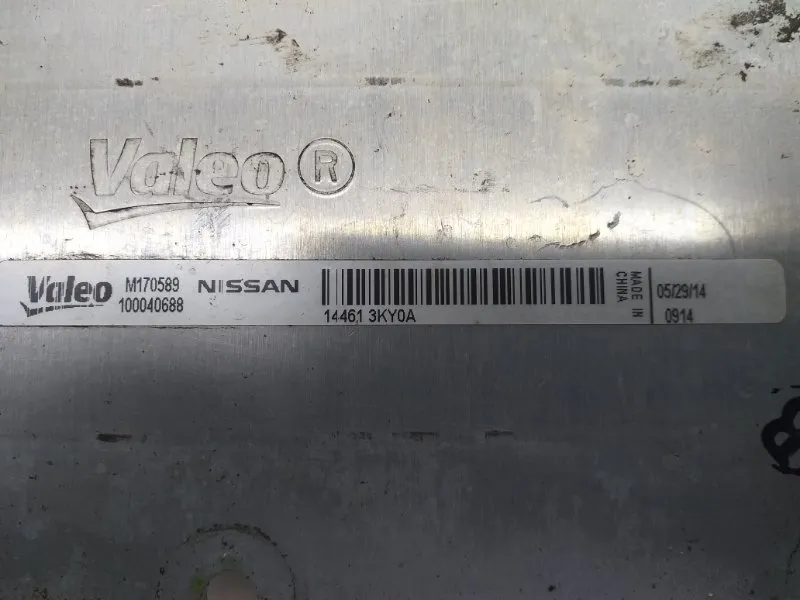 Valeo ®
Valeo M170589 NISSAN
100040688
14461 3KY0A
MADE IN
CHINA
05/29/14
0914